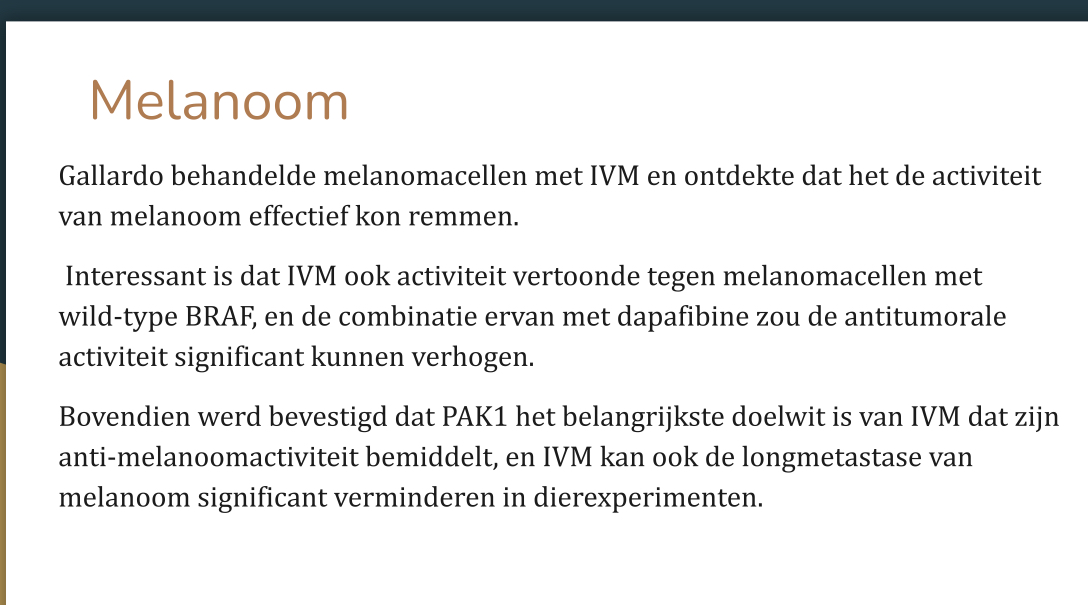 Melanoom
Gallardo behandelde melanomacellen met IVM en ontdekte dat het de activiteit
van melanoom effectief kon remmen.
Interessant is dat IVM ook activiteit vertoonde tegen melanomacellen met
wild-type BRAF, en de combinatie ervan met dapafibine zou de antitumorale
activiteit significant kunnen verhogen.
Bovendien werd bevestigd dat PAK1 het belangrijkste doelwit is van IVM dat zijn
anti-melanoomactiviteit bemiddelt, en IVM kan ook de longmetastase van
melanoom significant verminderen in dierexperimenten.